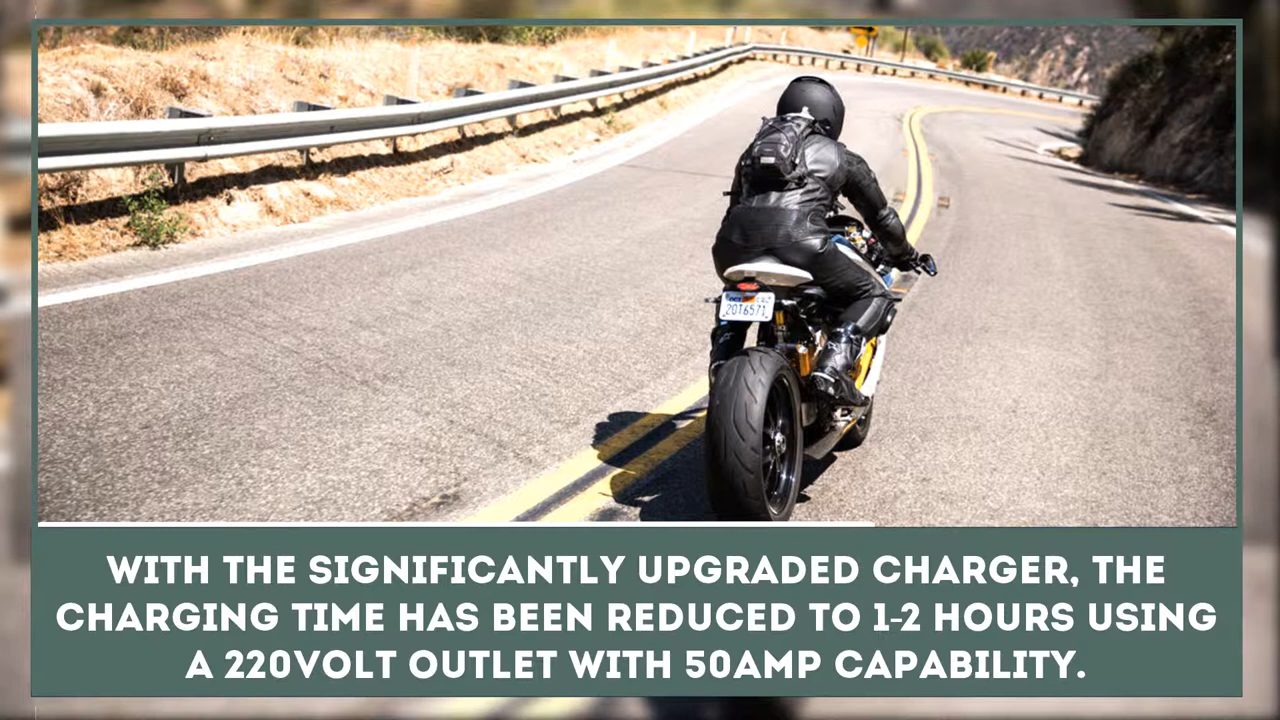 20T6571
WITH THE SIGNIFICANTLY UPGRADED CHARGER, THE
CHARGING TIME HAS BEEN REDUCED TO 1-2 HOURS USING
A 220VOLT OUTLET WITH 50AMP CAPABILITY.